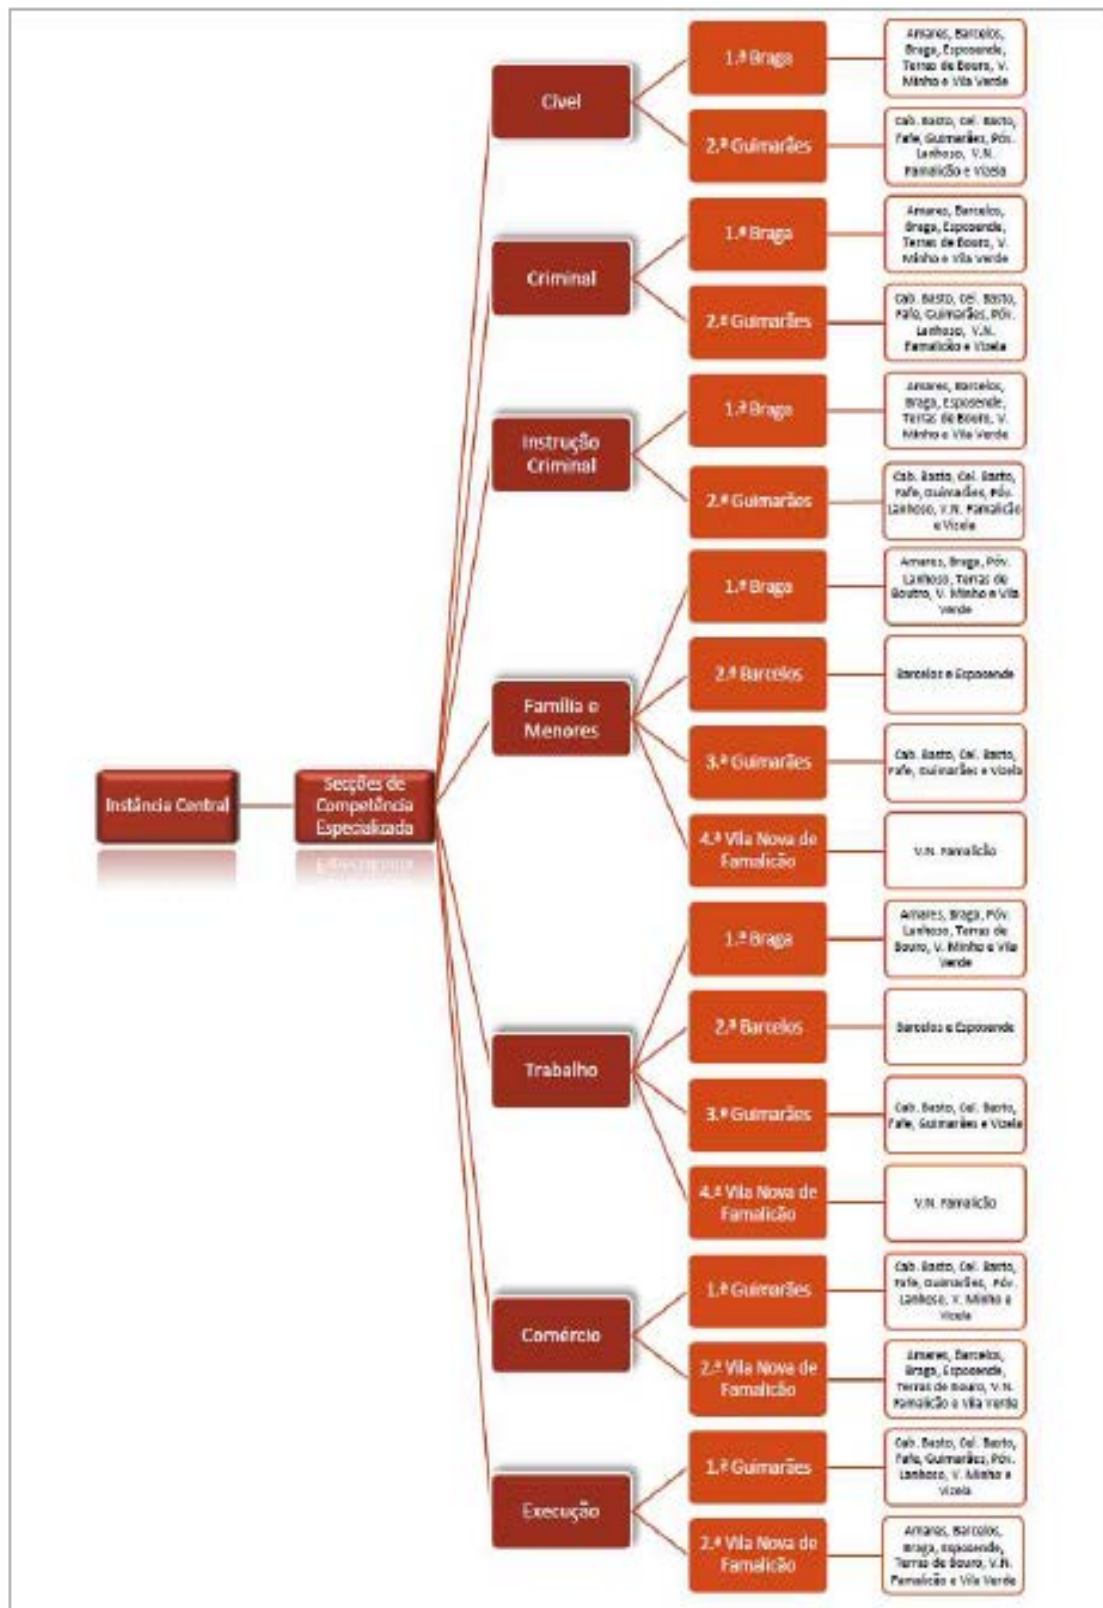 Instância Central
Secções de
Competência
Especializada
Cível
1.ª Braga
Amares, Barcelos,
Braga, Esposende,
Terras de Bouro, V.
Minho e Vila Verde
2.ª Guimarães
Cab. Basto, Cel. Basto,
Fafe, Guimarães, Póv.
Lanhoso, V.N.
Famalicão e Vizela
Criminal
1.ª Braga
Amares, Barcelos,
Braga, Esposende,
Terras de Bouro, V.
Minho e Vila Verde
2.ª Guimarães
Cab. Basto, Cel. Basto,
Fafe, Guimarães, Póv.
Lanhoso, V.N.
Famalicão e Vizela
Instrução
Criminal
1.ª Braga
Amares, Barcelos,
Braga, Esposende,
Terras de Bouro, V.
Minho e Vila Verde
2.ª Guimarães
Cab. Basto, Cel. Basto,
Fafe, Guimarães, Póv.
Lanhoso, V.N. Famalicão
e Vizela
Família e
Menores
1.ª Braga
Amares, Braga, Póv.
Lanhoso, Terras de
Boutro, V. Minho e Vila
Verde
2.ª Barcelos
Barcelos e Esposende
3.ª Guimarães
Cab. Basto, Cel. Basto,
Fafe, Guimarães e Vizela
4.ª Vila Nova de
Famalicão
V.N. Famalicão
Trabalho
1.ª Braga
Amares, Braga, Póv.
Lanhoso, Terras de
Bouro, V. Minho e Vila
Verde
2.ª Barcelos
Barcelos e Esposende
3.ª Guimarães
Cab. Basto, Cel. Basto,
Fafe, Guimarães e Vizela
4.ª Vila Nova de
Famalicão
V.N. Famalicão
Comércio
1.ª Guimarães
Cab. Basto, Cel. Basto,
Fafe, Guimarães, Póv.
Lanhoso, V. Minho e
Vizela
2.ª Vila Nova de
Famalicão
Amares, Barcelos,
Braga, Esposende,
Terras de Bouro, V.N.
Famalicão e Vila Verde
Execução
1.ª Guimarães
Cab. Basto, Cel. Basto,
Fafe, Guimarães, Póv.
Lanhoso, V. Minho e
Vizela
2.ª Vila Nova de
Famalicão
Amares, Barcelos,
Braga, Esposende,
Terras de Bouro, V.N.
Famalicão e Vila Verde